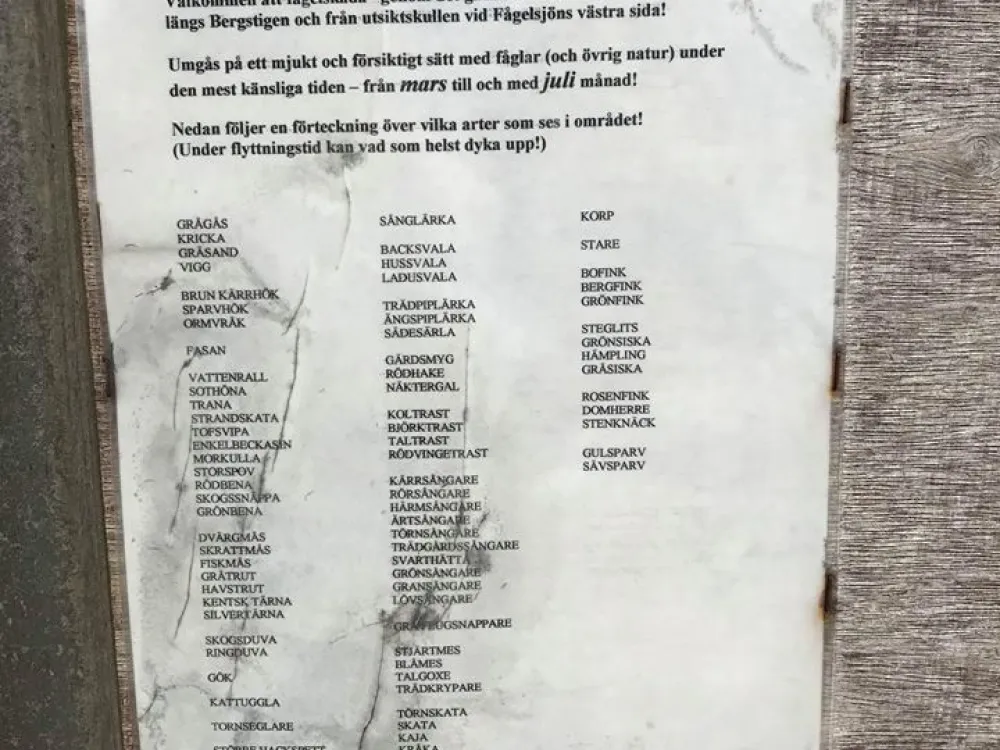 längs Bergstigen och från utsiktskullen vid Fågelsjöns västra sida!
Umgås på ett mjukt och försiktigt sätt med fåglar (och övrig natur) under
den mest känsliga tiden – från mars till och med juli månad!
Nedan följer en förteckning över vilka arter som ses i området!
(Under flyttningstid kan vad som helst dyka upp!)
GRÅGÅS
KRICKA
GRÄSAND
VIGG
BRUN KÄRRHÖK
SPARVHÖK
ORMVRÅK
FASAN
VATTENRALL
SOTHÖNA
TRANA
STRANDSKATA
TOFSVIPA
ENKELBECKASIN
MORKULLA
STORSPOV
RÖDBENA
SKOGSSNÄPPA
GRÖNBENA
DVÄRGMÅS
SKRATTMÅS
FISKMÅS
GRÅTRUT
HAVSTRUT
KENTSK TÄRNA
SILVERTÄRNA
SKOGSDUVA
RINGDUVA
GÖK
KATTUGGLA
TORNSEGLARE
STÖRRE HACKSPETT
SÅNGLÄRKA
BACKSVALA
HUSSVALA
LADUSVALA
TRÄDPIPLÄRKA
ÄNGSPIPLÄRKA
SÄDESÄRLA
GÄRDSMYG
RÖDHAKE
NÄKTERGAL
KOLTRAST
BJÖRKTRAST
TALTRAST
RÖDVINGETRAST
KÄRRSÅNGARE
RÖRSÅNGARE
HÄRMSÅNGARE
ÄRTSÅNGARE
TÖRNSÅNGARE
TRÄDGÅRDSSÅNGARE
SVARTHÄTTA
GRÖNSÅNGARE
GRANSÅNGARE
LÖVSÅNGARE
GRÅ FLUGSNAPPARE
STJÄRTMES
BLÅMES
TALGOXE
TRÄDKRYPARE
TÖRNSKATA
SKATA
KAJA
KRÅKA
KORP
STARE
BOFINK
BERGFINK
GRÖNFINK
STEGLITS
GRÖNSISKA
HÄMPLING
GRÅSISKA
ROSENFINK
DOMHERRE
STENKNÄCK
GULSPARV
SÄVSPARV